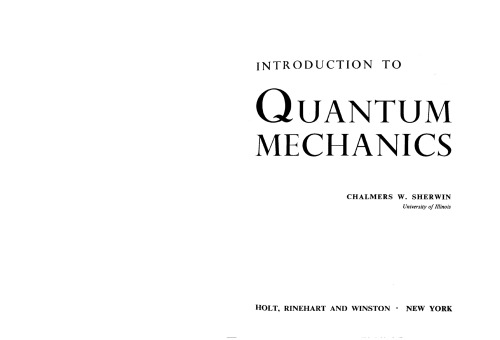 INTRODUCTION TO
QUANTUM
MECHANICS
CHALMERS W. SHERWIN
University of Illinois
HOLT, RINEHART AND WINSTON · NEW YORK